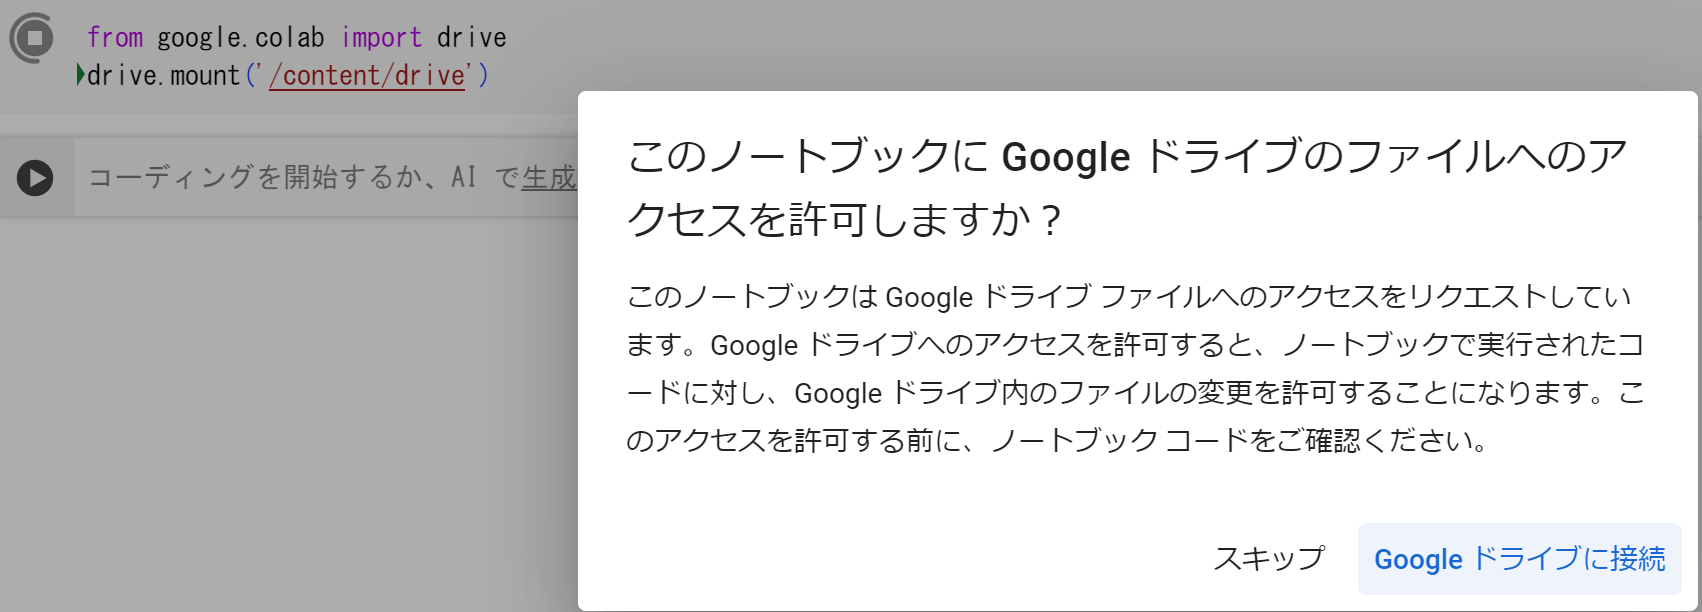 from google.colab import drive
drive.mount('/content/drive')
コーディングを開始するか、AI で生成
このノートブックに Google ドライブのファイルへのア
クセスを許可しますか？
このノートブックは Google ドライブ ファイルへのアクセスをリクエストしてい
ます。Google ドライブへのアクセスを許可すると、ノートブックで実行されたコ
ードに対し、Google ドライブ内のファイルの変更を許可することになります。こ
のアクセスを許可する前に、ノートブック コードをご確認ください。
スキップ
Google ドライブに接続